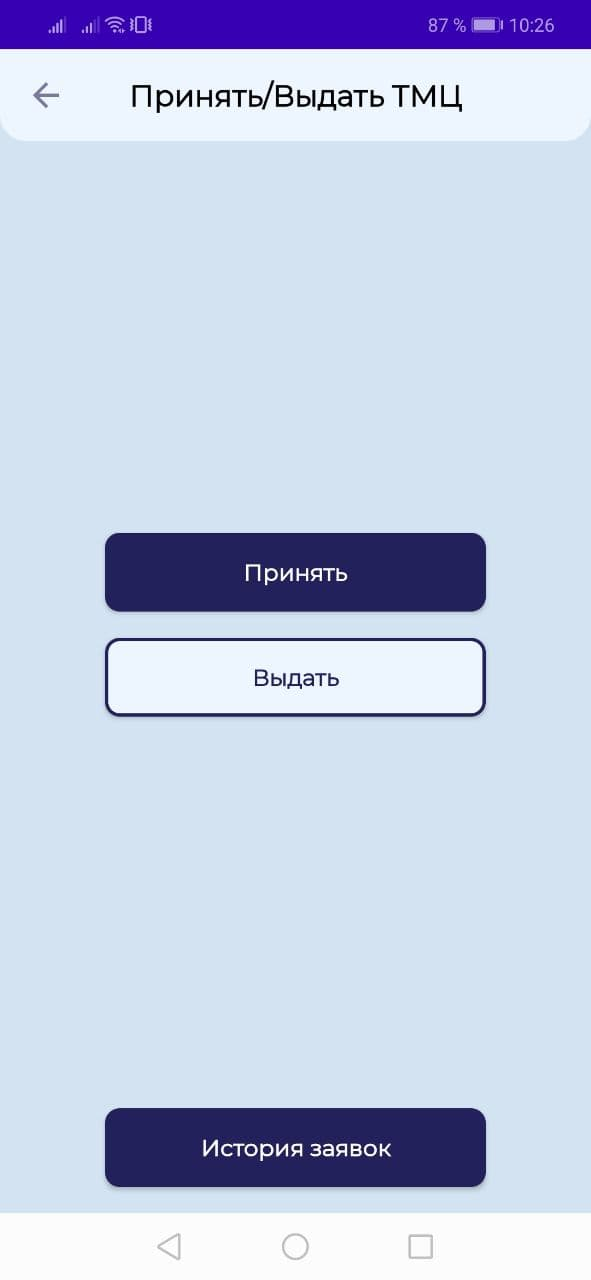 87 % 10:26
Принять/Выдать ТМЦ
Принять
Выдать
История заявок